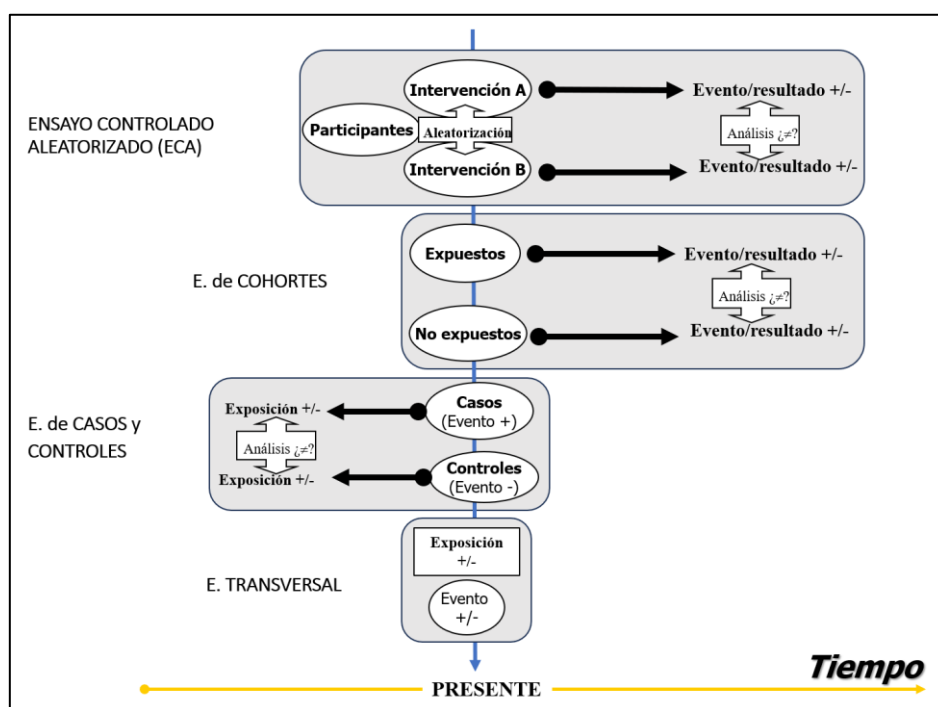 ENSAYO CONTROLADO
ALEATORIZADO (ECA)
Participantes
Intervención A
Aleatorización
Intervención B
Evento/resultado +/-
Análisis ¿≠?
Evento/resultado +/-
E. de COHORTES
Expuestos
No expuestos
Evento/resultado +/-
Análisis ¿≠?
Evento/resultado +/-
E. de CASOS y
CONTROLES
Exposición +/-
Análisis ¿≠?
Exposición +/-
Casos
(Evento +)
Controles
(Evento -)
E. TRANSVERSAL
Exposición
+/-
Evento
+/-
Tiempo
PRESENTE